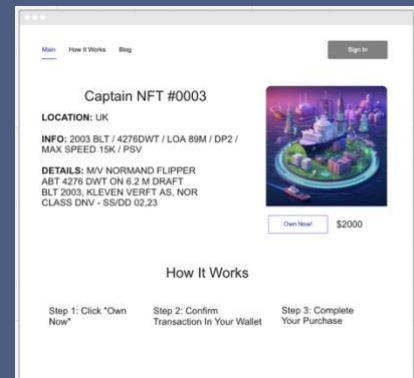 Main How It Works Blog Sign In
Captain NFT #0003
LOCATION: UK
INFO: 2003 BLT / 4276DWT / LOA 89M / DP2 /
MAX SPEED 15K / PSV
DETAILS: M/V NORMAND FLIPPER
ABT 4276 DWT ON 6.2 M DRAFT
BLT 2003, KLEVEN VERFT AS, NOR
CLASS DNV - SS/DD 02,23
Own Now! $2000
How It Works
Step 1: Click "Own
Now"
Step 2: Confirm
Transaction In Your Wallet
Step 3: Complete
Your Purchase